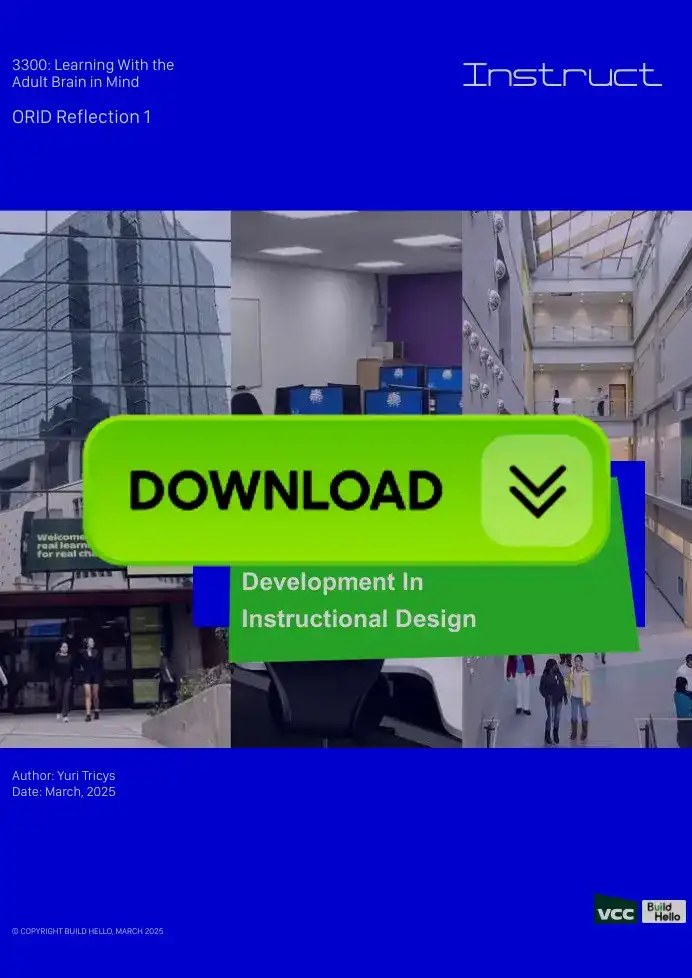 3300: Learning With the
Adult Brain in Mind
Instruct
ORID Reflection 1
DOWNLOAD
Welcome
real learn
for real cha
Development In
Instructional Design
Author: Yuri Tricys
Date: March, 2025
VCC
Build
Hello
© COPYRIGHT BUILD HELLO, MARCH 2025